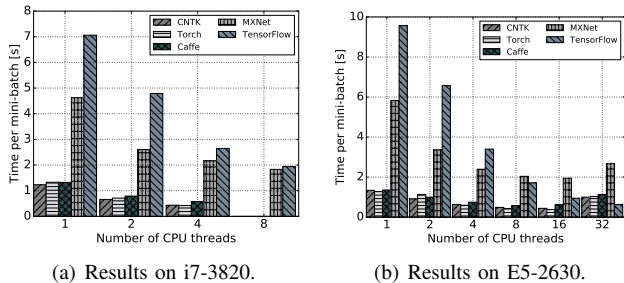 8
7
6
5
4
3
2
1
0
Time per mini-batch [s]
CNTK
Torch
Caffe
MXNet
TensorFlow
1 2 4 8
Number of CPU threads
(a) Results on i7-3820.
10
8
6
4
2
0
Time per mini-batch [s]
CNTK
Torch
Caffe
MXNet
TensorFlow
1 2 4 8 16 32
Number of CPU threads
(b) Results on E5-2630.